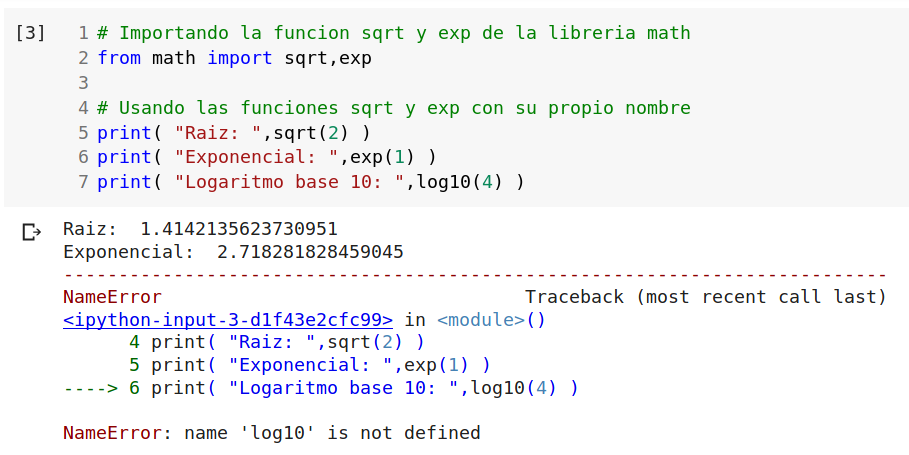 [3] 1 # Importando la funcion sqrt y exp de la libreria math
2 from math import sqrt,exp
3
4 # Usando las funciones sqrt y exp con su propio nombre
5 print( "Raiz: ",sqrt(2) )
6 print( "Exponencial: ",exp(1) )
7 print( "Logaritmo base 10: ",log10(4) )
Raiz:  1.4142135623730951
Exponencial:  2.718281828459045
---------------------------------------------------------------------------
NameError                                 Traceback (most recent call last)
<ipython-input-3-d1f43e2cfc99> in <module>()
      4 print( "Raiz: ",sqrt(2) )
      5 print( "Exponencial: ",exp(1) )
----> 6 print( "Logaritmo base 10: ",log10(4) )
NameError: name 'log10' is not defined